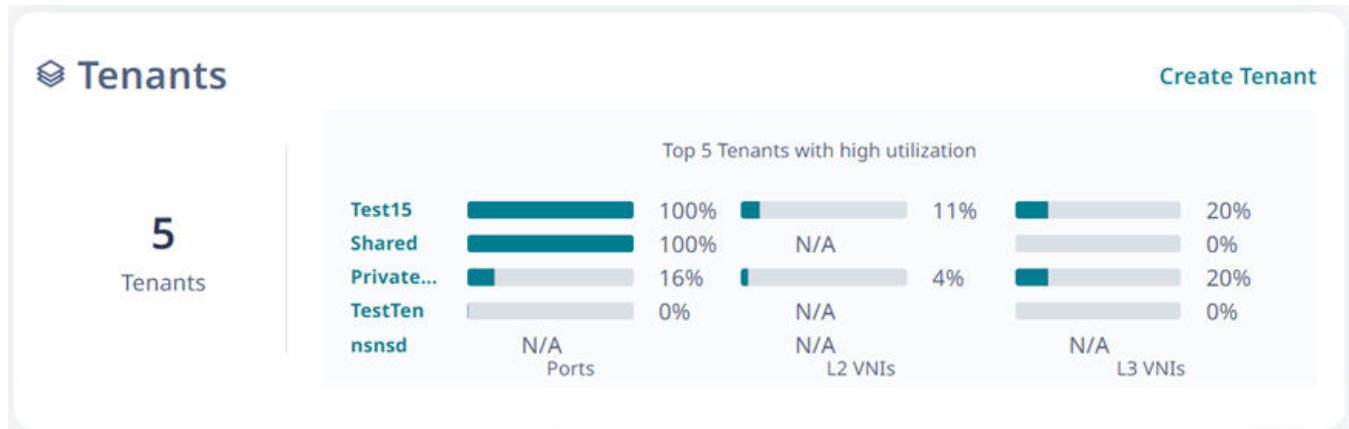 Tenants
Create Tenant
5
Tenants
Top 5 Tenants with high utilization
Test15 100% 11% 20%
Shared 100% N/A 0%
Private... 16% 4% 20%
TestTen 0% N/A 0%
nsnsd N/A N/A N/A
Ports L2 VNIs L3 VNIs